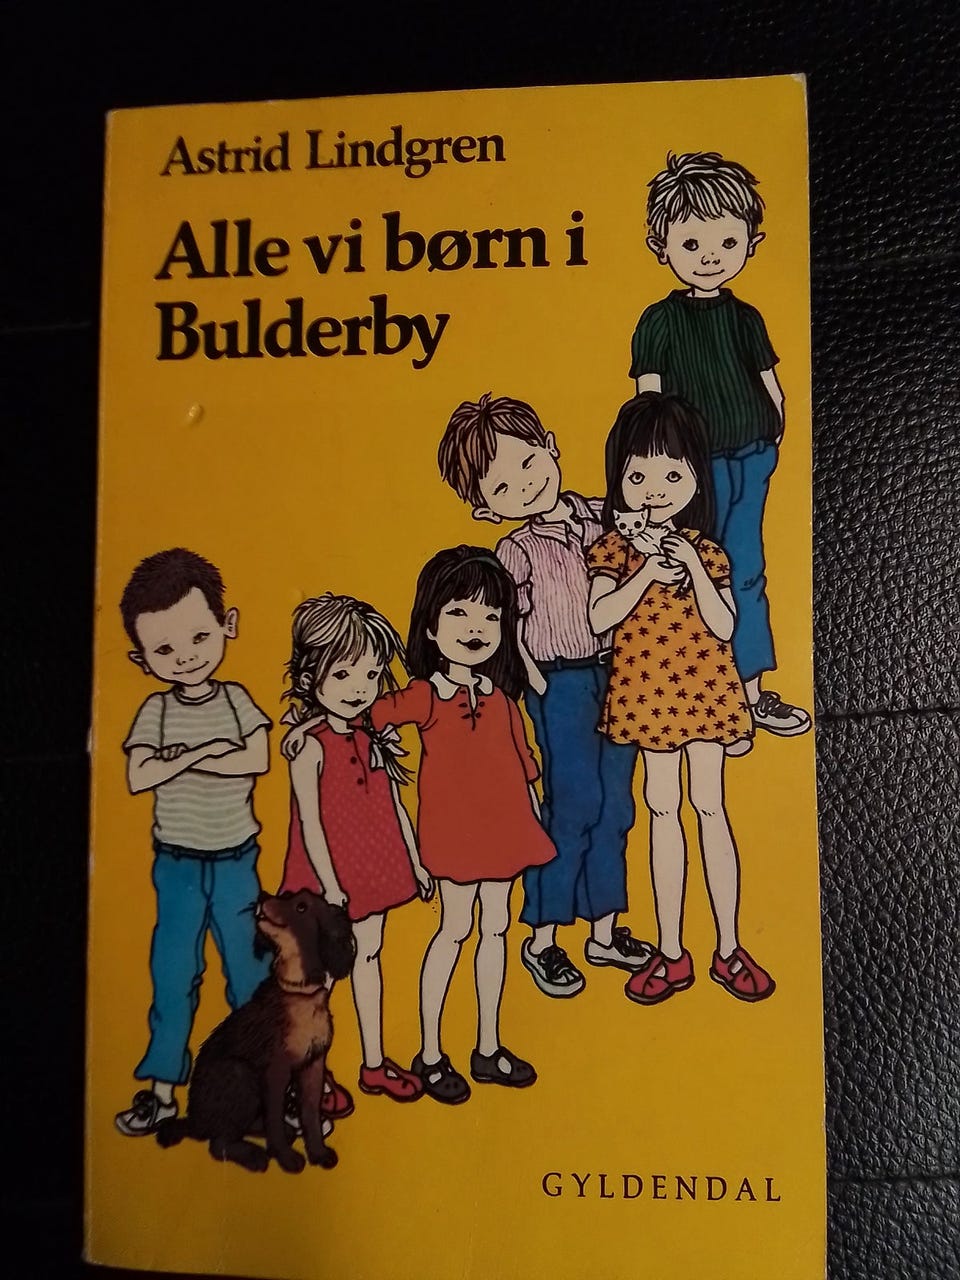 Astrid Lindgren
Alle vi børn i
Bulderby
GYLDENDAL